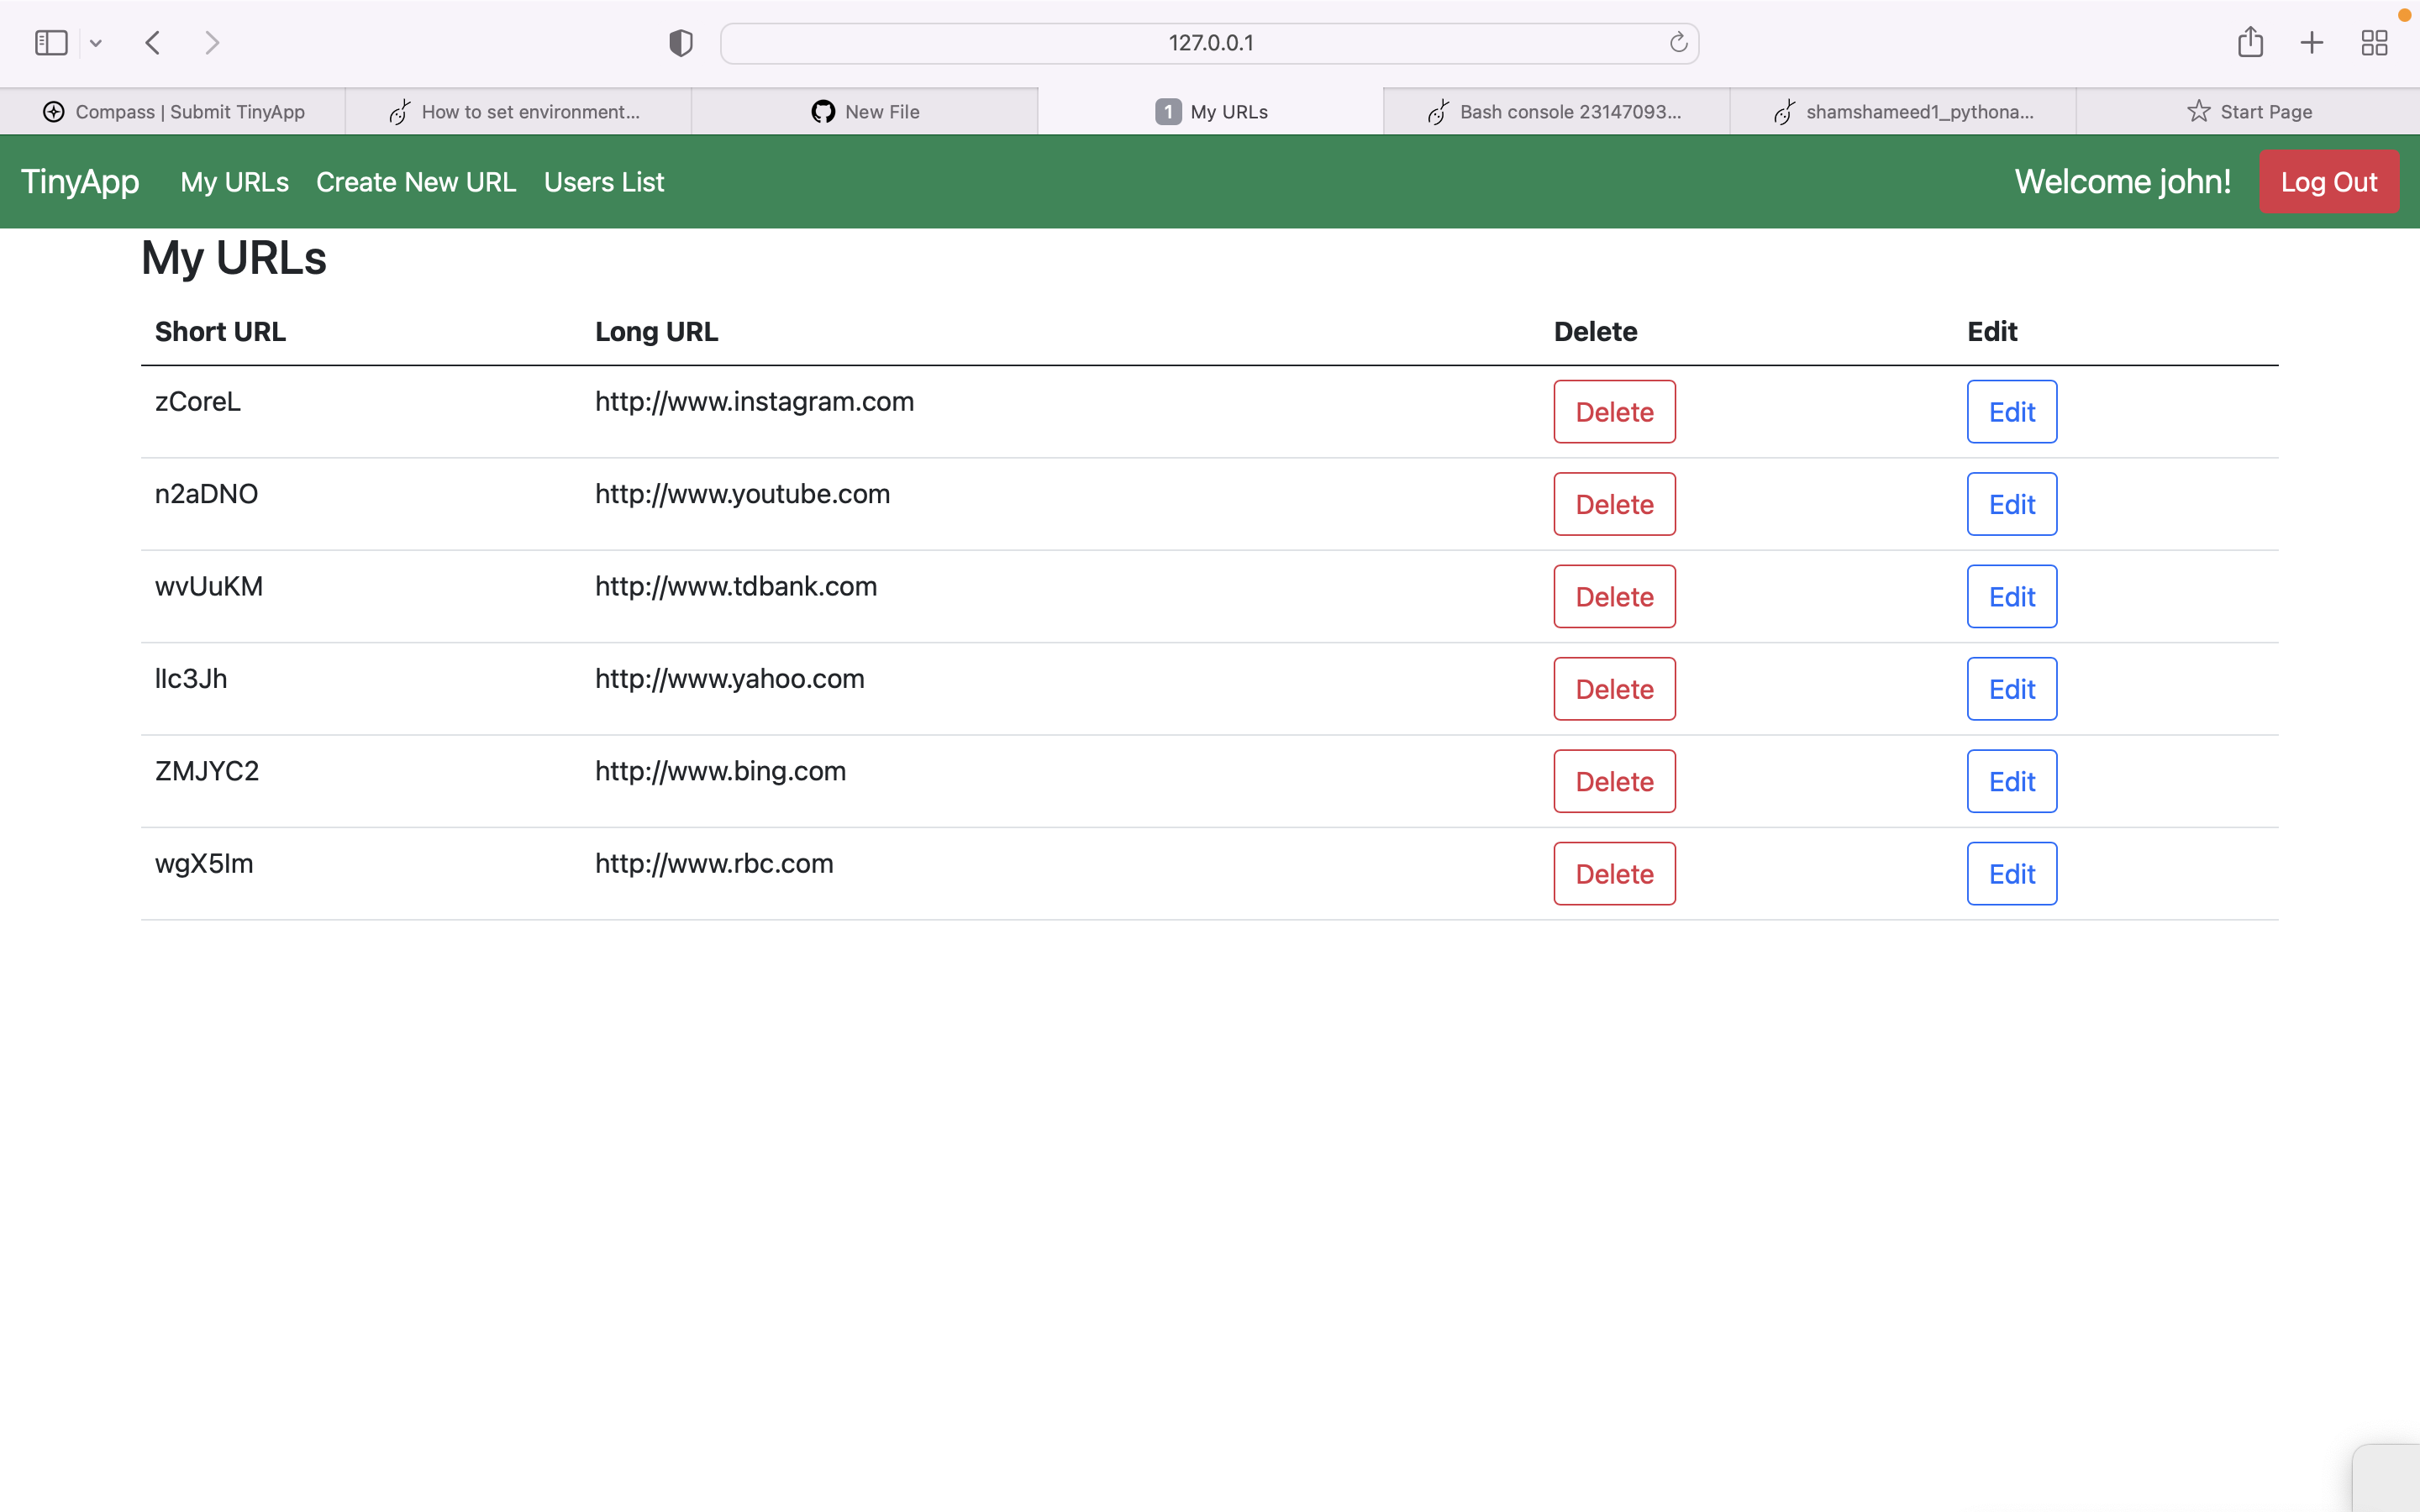 127.0.0.1
Compass | Submit TinyApp How to set environment... New File 1 My URLs Bash console 23147093... shamshameed1_pythona... Start Page
TinyApp My URLs Create New URL Users List Welcome john! Log Out
My URLs
Short URL Long URL Delete Edit
zCoreL http://www.instagram.com Delete Edit
n2aDNO http://www.youtube.com Delete Edit
wvUuKM http://www.tdbank.com Delete Edit
llc3Jh http://www.yahoo.com Delete Edit
ZMJYC2 http://www.bing.com Delete Edit
wgX5Im http://www.rbc.com Delete Edit